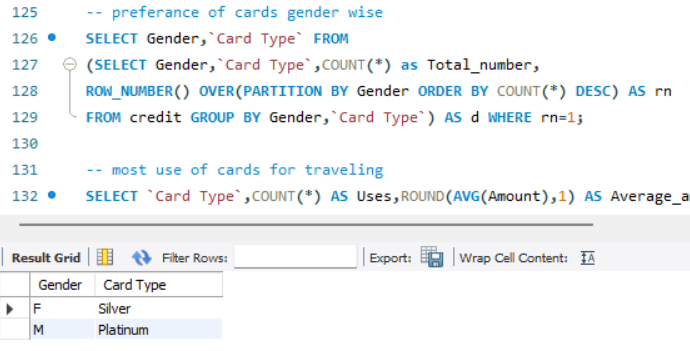 125 -- preferance of cards gender wise
126 SELECT Gender,`Card Type` FROM
127 (SELECT Gender,`Card Type`,COUNT(*) as Total_number,
128 ROW_NUMBER() OVER(PARTITION BY Gender ORDER BY COUNT(*) DESC) AS rn
129 FROM credit GROUP BY Gender,`Card Type`) AS d WHERE rn=1;
130
131 -- most use of cards for traveling
132 SELECT `Card Type`,COUNT(*) AS Uses,ROUND(AVG(Amount),1) AS Average_a
Result Grid Filter Rows: Export: Wrap Cell Content: IA
Gender Card Type
F Silver
M Platinum